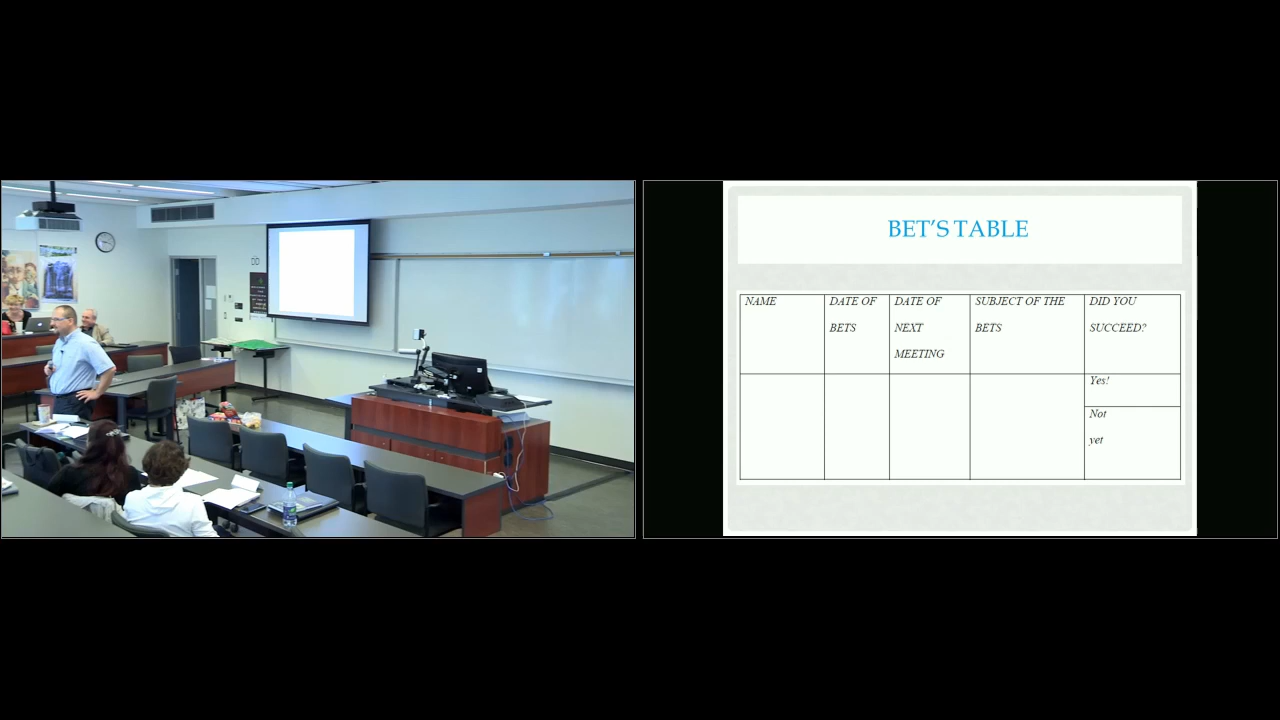 BET'S TABLE
NAME
DATE OF
BETS
DATE OF
NEXT
MEETING
SUBJECT OF THE
BETS
DID YOU
SUCCEED?
Yes!
Not
yet